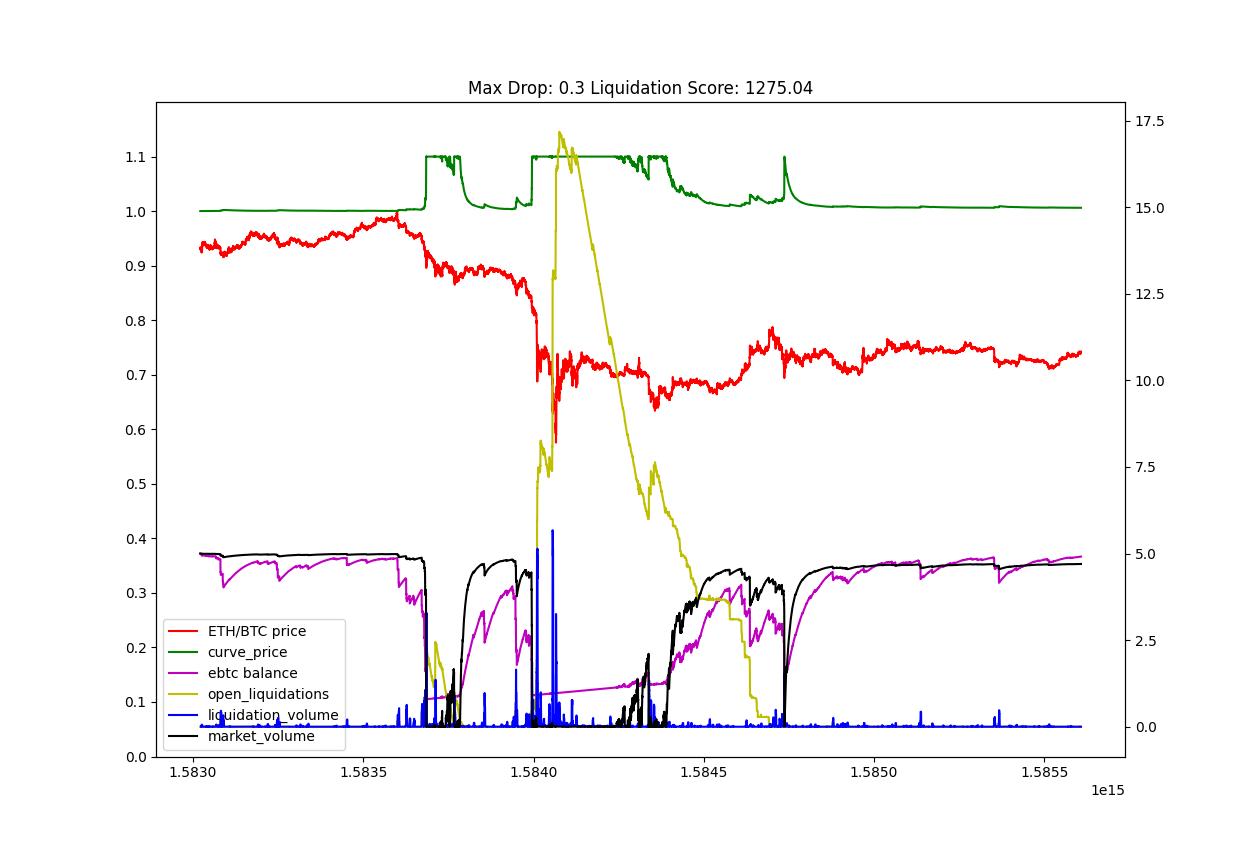 Max Drop: 0.3 Liquidation Score: 1275.04
1.1
1.0
0.9
0.8
0.7
0.6
0.5
0.4
0.3
0.2
0.1
0.0
17.5
15.0
12.5
10.0
7.5
5.0
2.5
0.0
ETH/BTC price
curve_price
ebtc balance
open_liquidations
liquidation_volume
market_volume
1.5830 1.5835 1.5840 1.5845 1.5850 1.5855
1e15